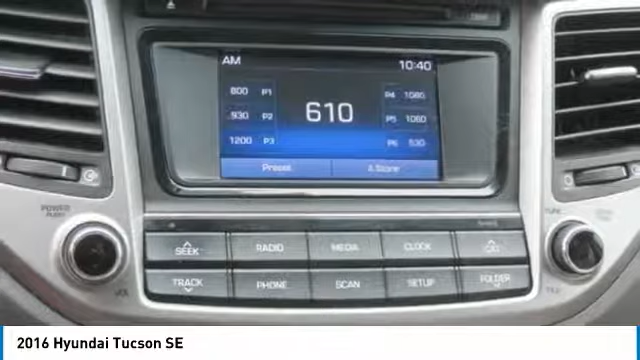 AM 10:40
800 P1 P4 1080
930 P2 610 P5 1060
1200 P3 P6 530
Preset A.Store
POWER
SEEK RADIO MEDIA CLOCK
TRACK PHONE SCAN SETUP FOLDER
VOL
TUNE
2016 Hyundai Tucson SE